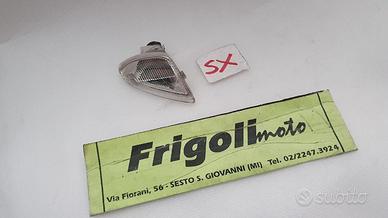 SX
Frigolimoto
Via Fiorani, 56 - SESTO S. GIOVANNI (MI)
Tel. 02/2247.3924
subito